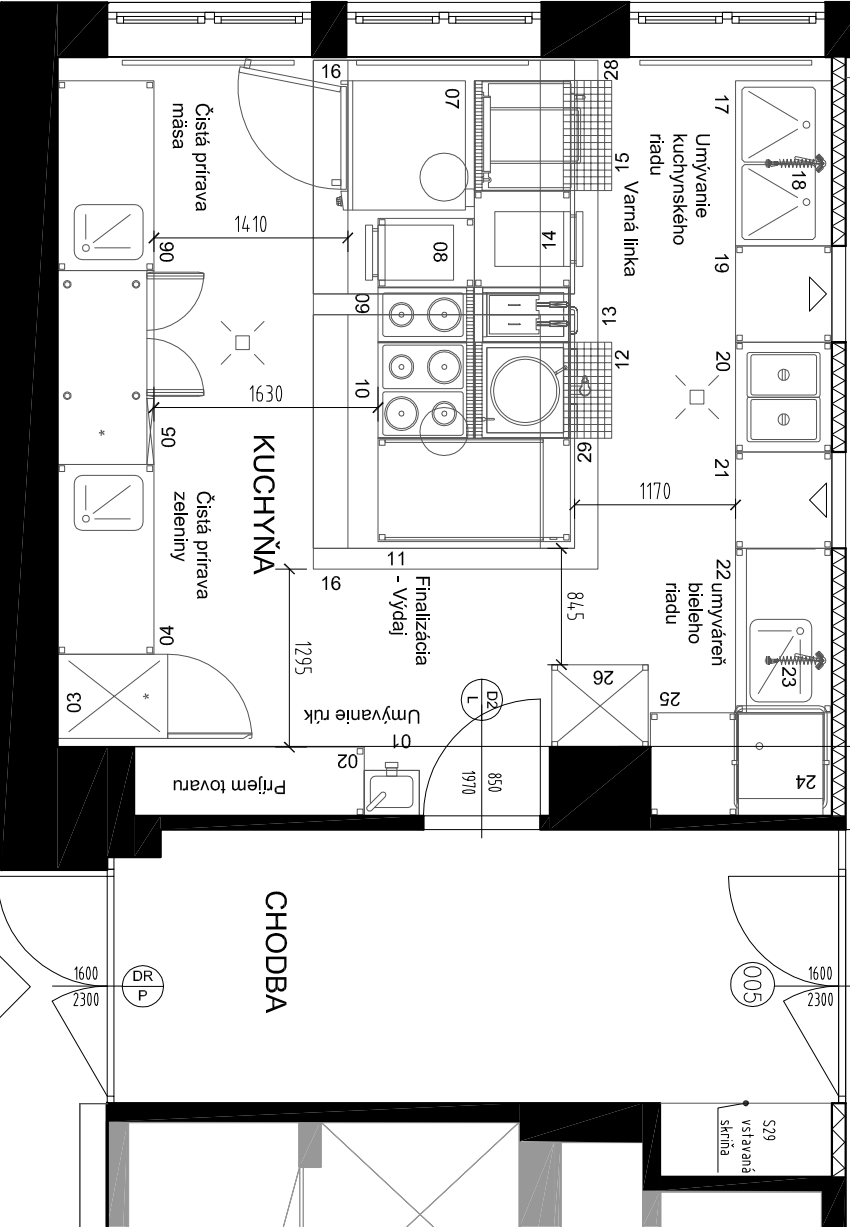 16
28
07
17
Čistá prírava
mäsa
15
Umývanie
kuchynského
riadu
18
Varná linka
1410
06
08
14
19
09
13
12
20
1630
10
05
KUCHYŇA
29
21
Čistá prírava
zeleniny
1170
11
16
Finalizácia
- Výdaj
845
22
umyváreň
bieleho
riadu
04
1295
03
26
23
25
D2
L
Umývanie rúk
01
02
Príjem tovaru
850
1970
24
CHODBA
1600
2300
DR
P
005
1600
2300
S29
vstavaná
skriňa